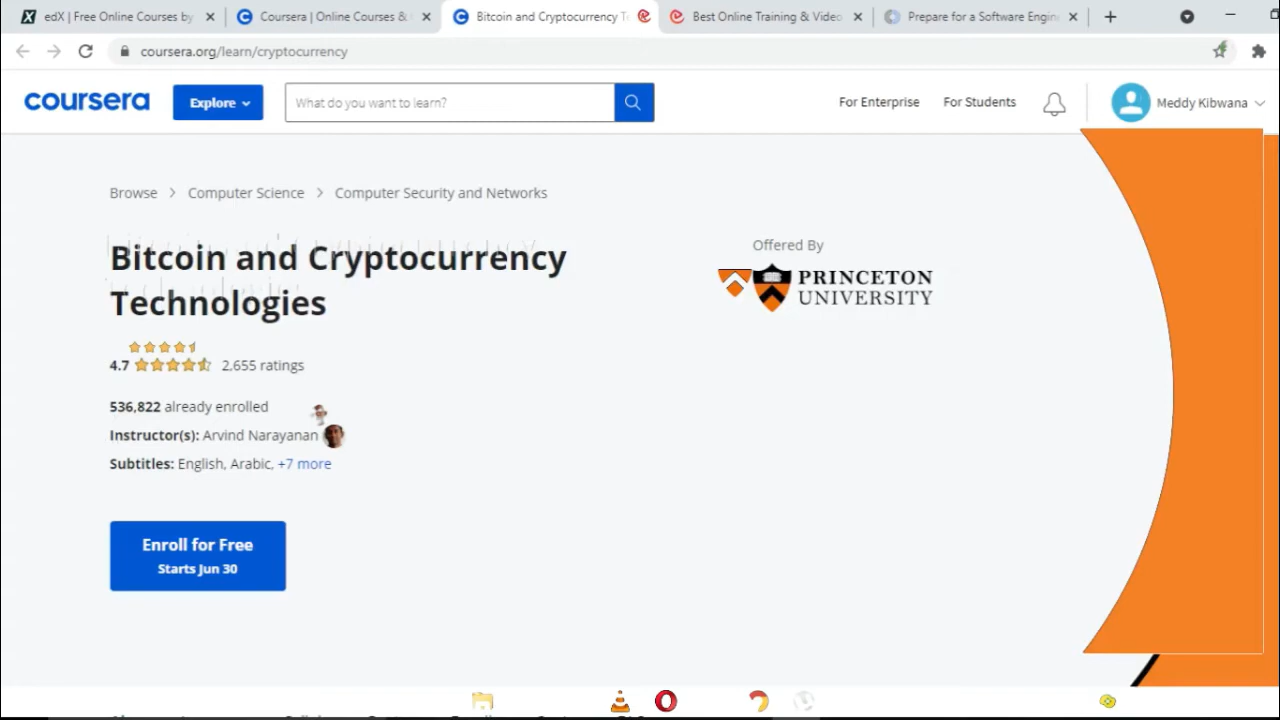 edX | Free Online Courses by
Coursera | Online Courses &
Bitcoin and Cryptocurrency
Best Online Training & Video
Prepare for a Software Engin
coursera.org/learn/cryptocurrency
coursera
Explore
What do you want to learn?
For Enterprise
For Students
Meddy Kibwana
Browse > Computer Science > Computer Security and Networks
Bitcoin and Cryptocurrency
Technologies
Offered By
PRINCETON
UNIVERSITY
4.7
2,655 ratings
536,822 already enrolled
Instructor(s): Arvind Narayanan
Subtitles: English, Arabic, +7 more
Enroll for Free
Starts Jun 30